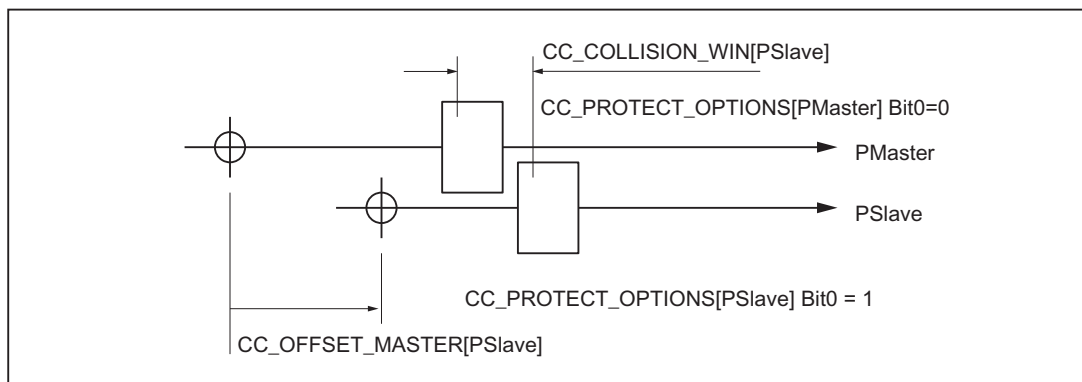 CC_COLLISION_WIN[PSlave]
CC_PROTECT_OPTIONS[PMaster] Bit0=0
PMaster
PSlave
CC_PROTECT_OPTIONS[PSlave] Bit0 = 1
CC_OFFSET_MASTER[PSlave]